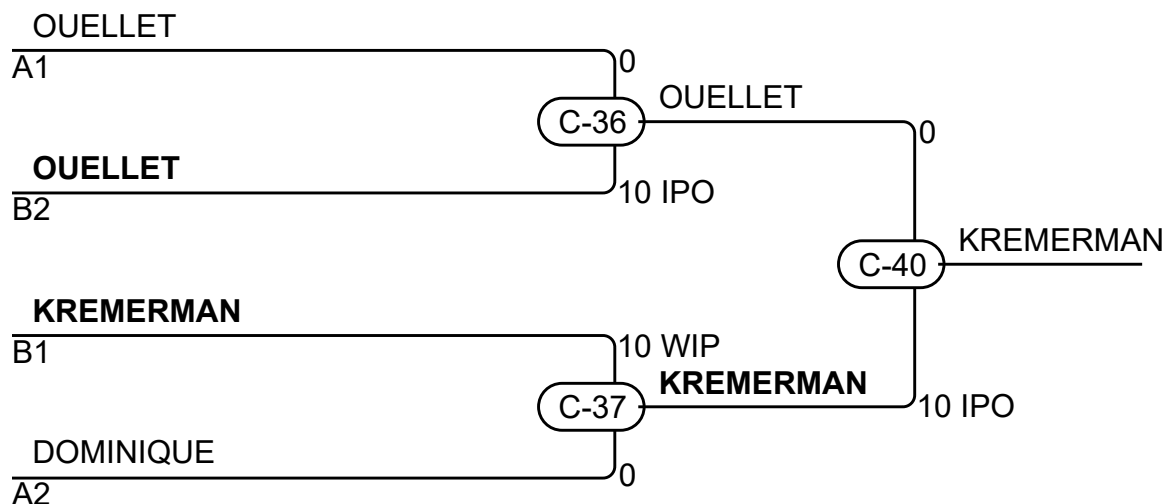 OUELLET
A1
0
C-36
OUELLET
0
OUELLET
B2
10 IPO
C-40
KREMERMAN
KREMERMAN
B1
10 WIP
C-37
KREMERMAN
10 IPO
DOMINIQUE
A2
0